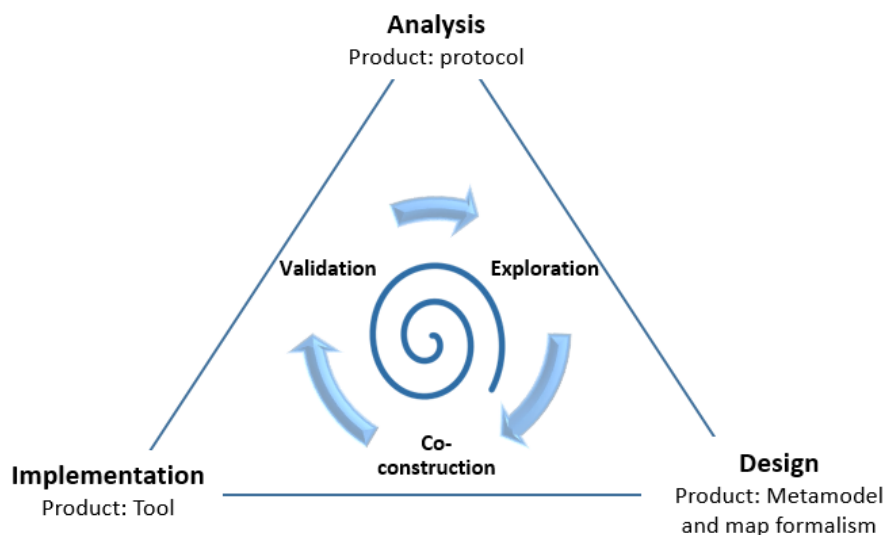 Analysis
Product: protocol
Validation
Exploration
Co-
construction
Implementation
Product: Tool
Design
Product: Metamodel
and map formalism